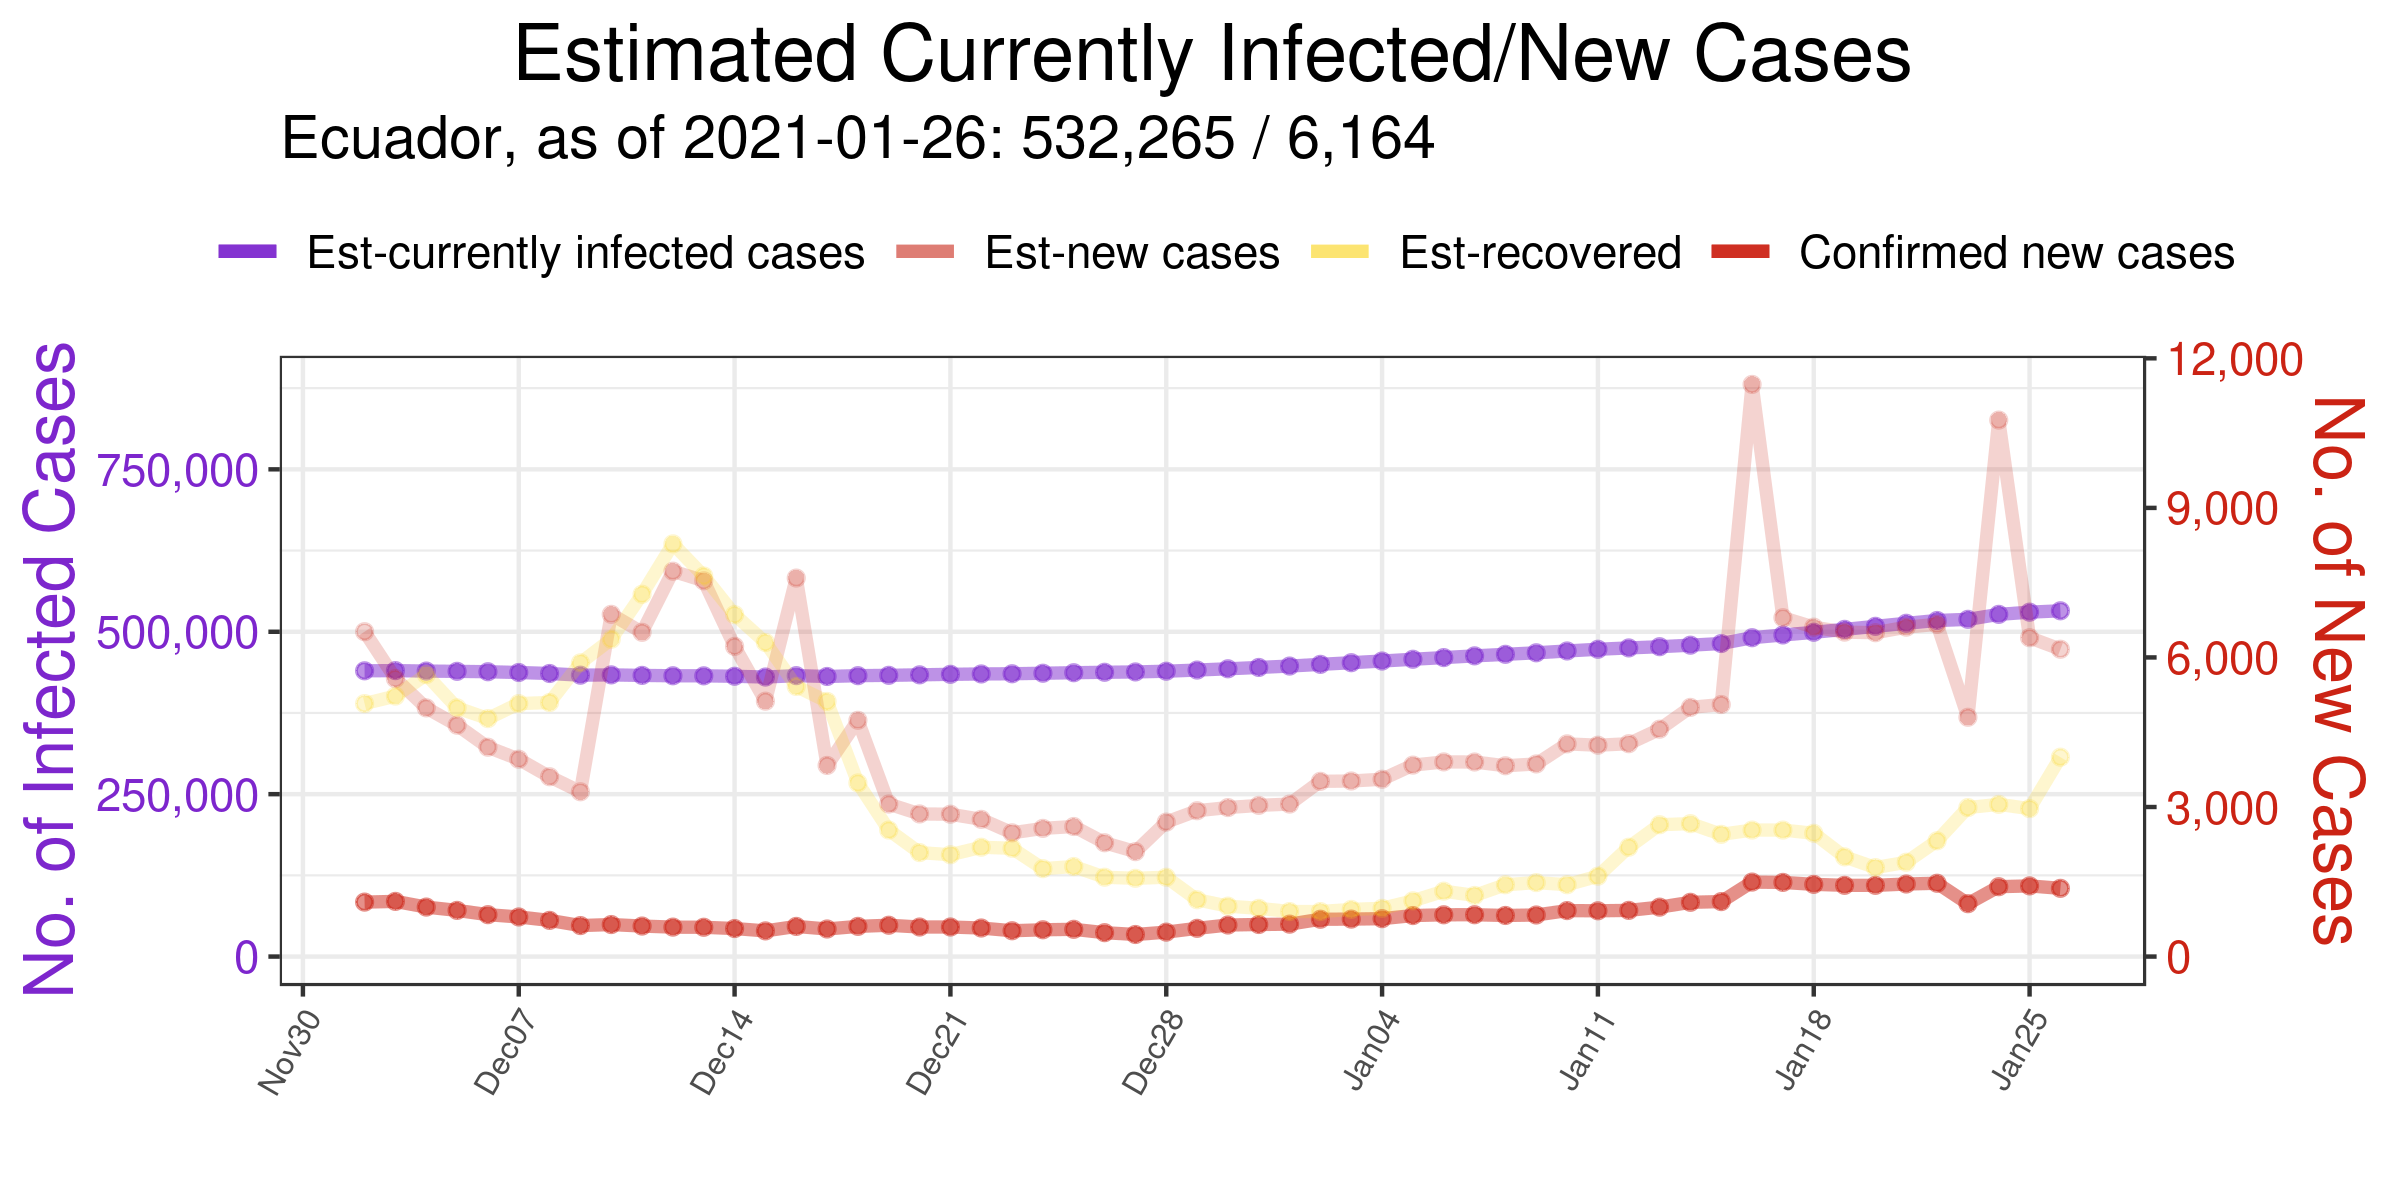 Estimated Currently Infected/New Cases
Ecuador, as of 2021-01-26: 532,265 / 6,164
Est-currently infected cases Est-new cases Est-recovered Confirmed new cases
No. of Infected Cases
750,000
500,000
250,000
0
12,000
9,000
6,000
3,000
0
No. of New Cases
Nov30 Dec07 Dec14 Dec21 Dec28 Jan04 Jan11 Jan18 Jan25